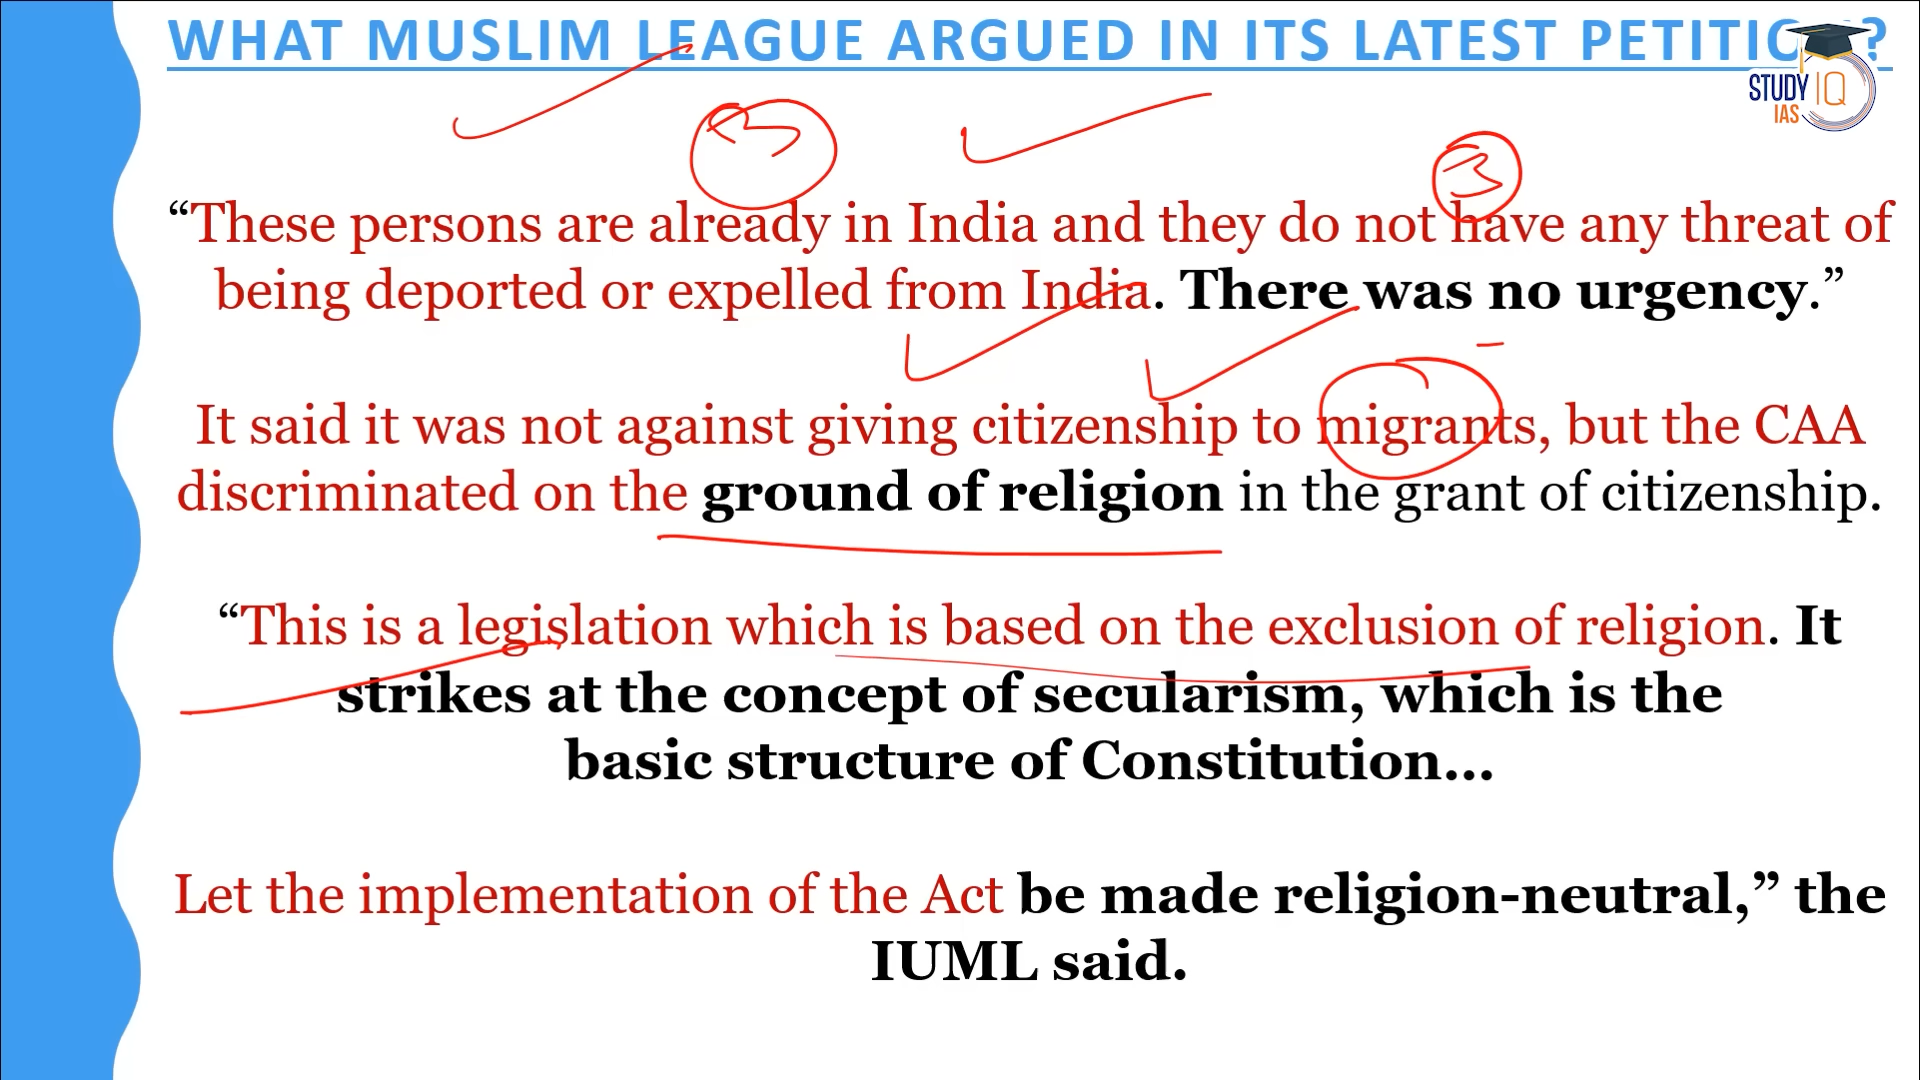 WHAT MUSLIM LEAGUE ARGUED IN ITS LATEST PETITION?
STUDY IQ
IAS
3
“These persons are already in India and they do not have any threat of
being deported or expelled from India. There was no urgency.”
It said it was not against giving citizenship to migrants, but the CAA
discriminated on the ground of religion in the grant of citizenship.
“This is a legislation which is based on the exclusion of religion. It
strikes at the concept of secularism, which is the
basic structure of Constitution...
Let the implementation of the Act be made religion-neutral,” the
IUML said.